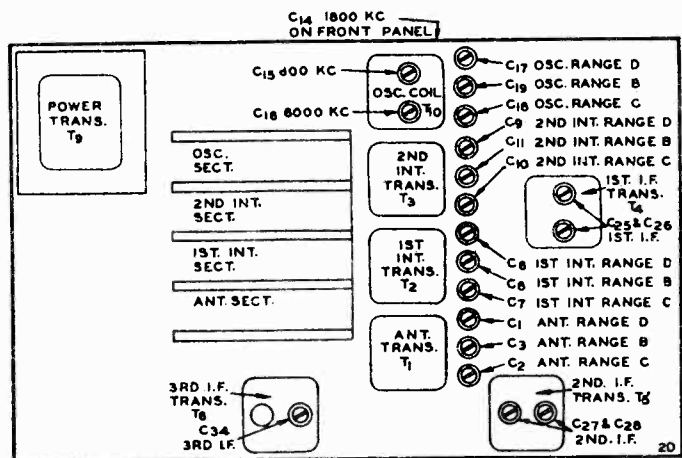 C14 1800 KC
ON FRONT PANEL
C15 600 KC
OSC. COIL
T10
C16 6000 KC
POWER
TRANS.
T9
C17 OSC. RANGE D
C19 OSC. RANGE B
C18 OSC. RANGE C
C9 2ND INT. RANGE D
C11 2ND INT. RANGE B
C10 2ND INT. RANGE C
OSC.
SECT.
2ND INT.
SECT.
1ST. INT.
SECT.
ANT. SECT.
2ND
INT.
TRANS.
T3
1ST. I.F.
TRANS.
T4
C25 & C26
1ST. I.F.
1ST
INT
TRANS.
T2
C6 1ST INT. RANGE D
C8 1ST INT. RANGE B
C7 1ST INT. RANGE C
C1 ANT. RANGE D
C3 ANT. RANGE B
C2 ANT. RANGE C
ANT.
TRANS.
T1
3RD I.F.
TRANS.
C34
3RD I.F.
2ND. I.F.
TRANS.
C27 & C28
2ND. I.F.
20